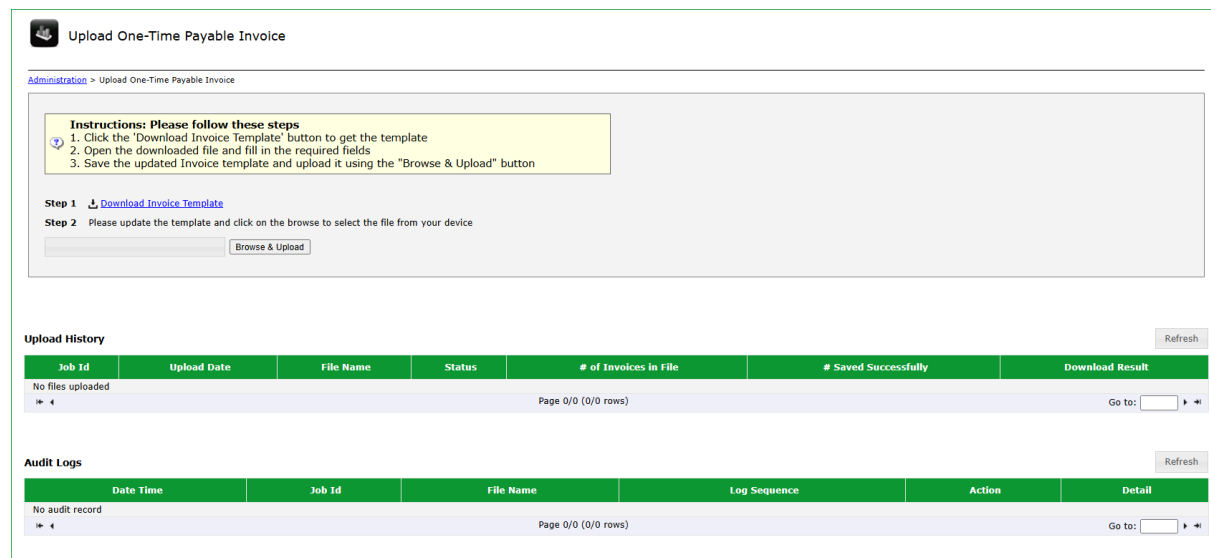 Upload One-Time Payable Invoice
Administration > Upload One-Time Payable Invoice
Instructions: Please follow these steps
1. Click the 'Download Invoice Template' button to get the template
2. Open the downloaded file and fill in the required fields
3. Save the updated Invoice template and upload it using the "Browse & Upload" button
Step 1 Download Invoice Template
Step 2 Please update the template and click on the browse to select the file from your device
Browse & Upload
Upload History Refresh
Job Id Upload Date File Name Status # of Invoices in File # Saved Successfully Download Result
No files uploaded
Page 0/0 (0/0 rows) Go to:
Audit Logs Refresh
Date Time Job Id File Name Log Sequence Action Detail
No audit record
Page 0/0 (0/0 rows) Go to: